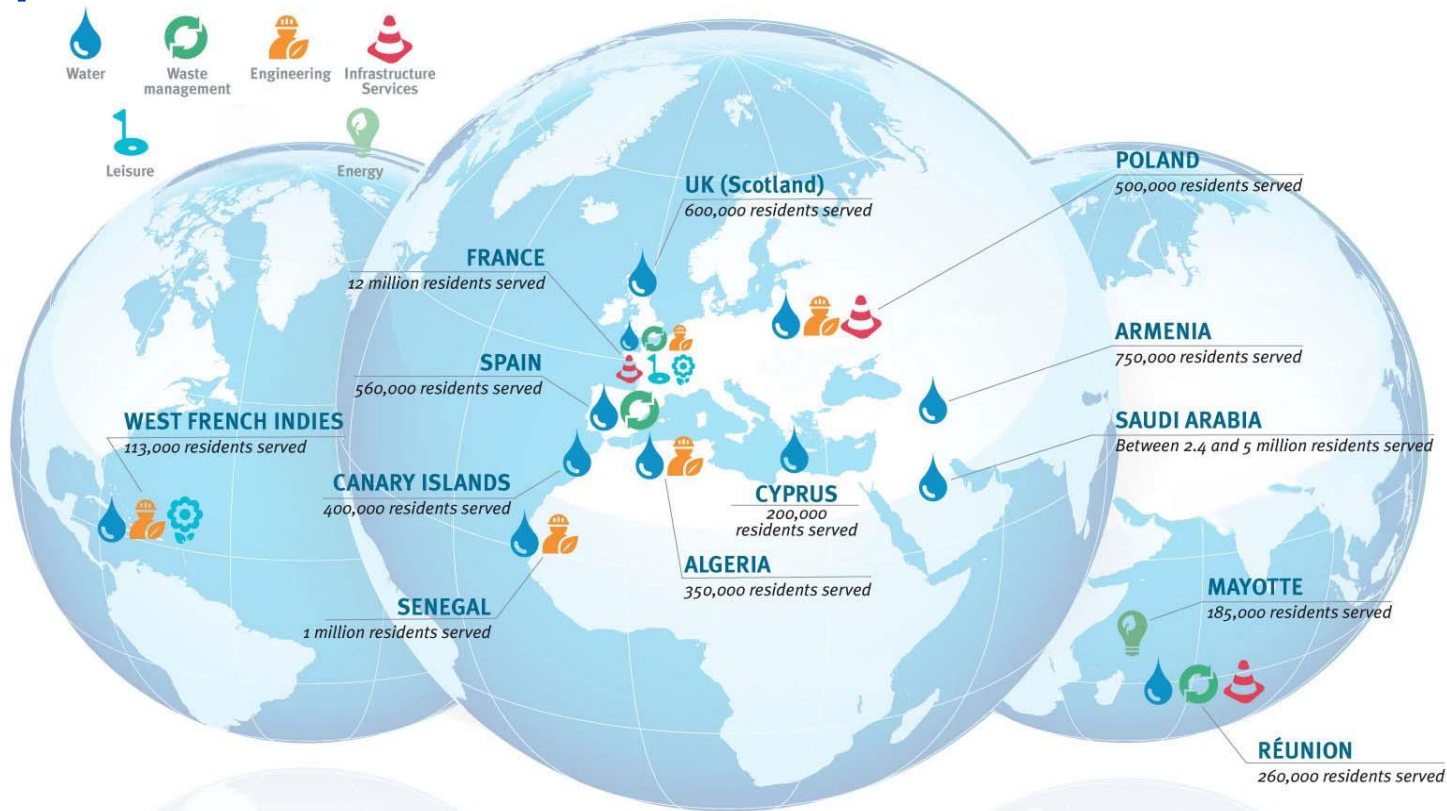 Water
Waste
management
Engineering
Infrastructure
Services
Leisure
Energy
POLAND
500,000 residents served
UK (Scotland)
600,000 residents served
FRANCE
12 million residents served
ARMENIA
750,000 residents served
SPAIN
560,000 residents served
WEST FRENCH INDIES
113,000 residents served
SAUDI ARABIA
Between 2.4 and 5 million residents served
CANARY ISLANDS
400,000 residents served
CYPRUS
200,000
residents served
ALGERIA
350,000 residents served
SENEGAL
1 million residents served
MAYOTTE
185,000 residents served
RÉUNION
260,000 residents served